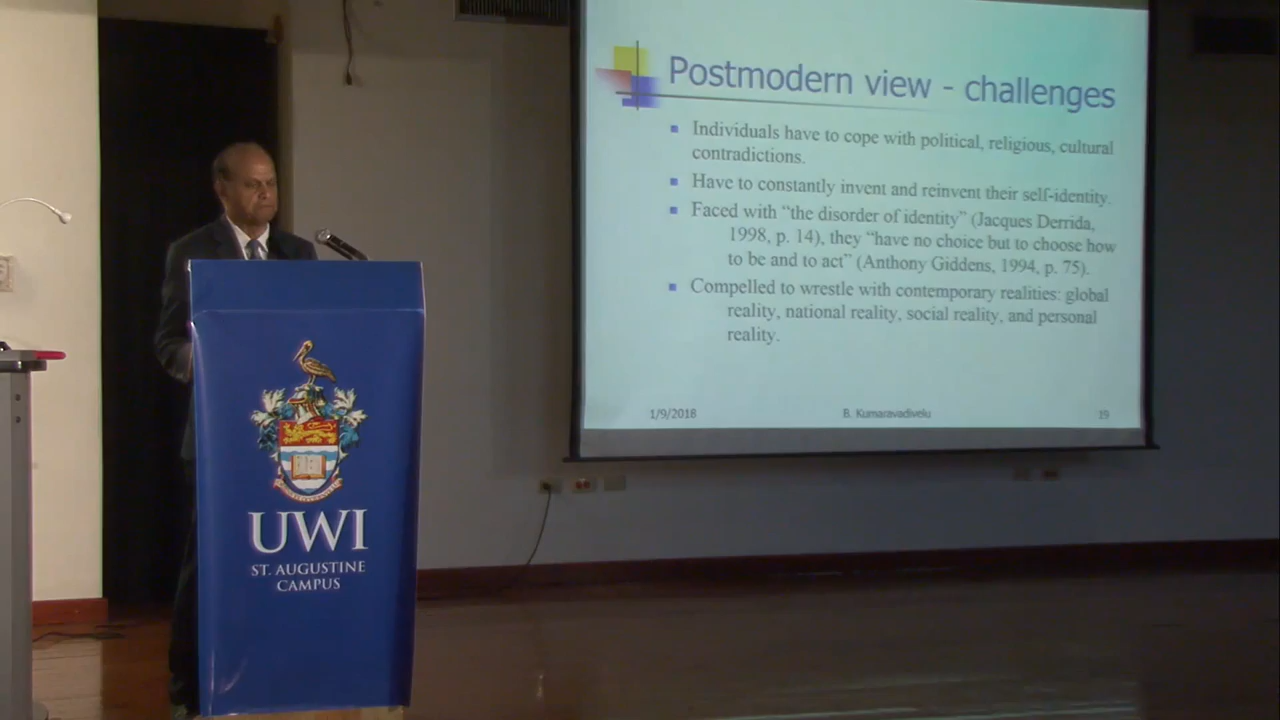 Postmodern view - challenges
Individuals have to cope with political, religious, cultural
contradictions.
Have to constantly invent and reinvent their self-identity.
Faced with “the disorder of identity” (Jacques Derrida,
1998, p. 14), they “have no choice but to choose how
to be and to act” (Anthony Giddens, 1994, p. 75).
Compelled to wrestle with contemporary realities: global
reality, national reality, social reality, and personal
reality.
1/9/2018 B. Kumaravadivelu 19
UWI
ST. AUGUSTINE
CAMPUS